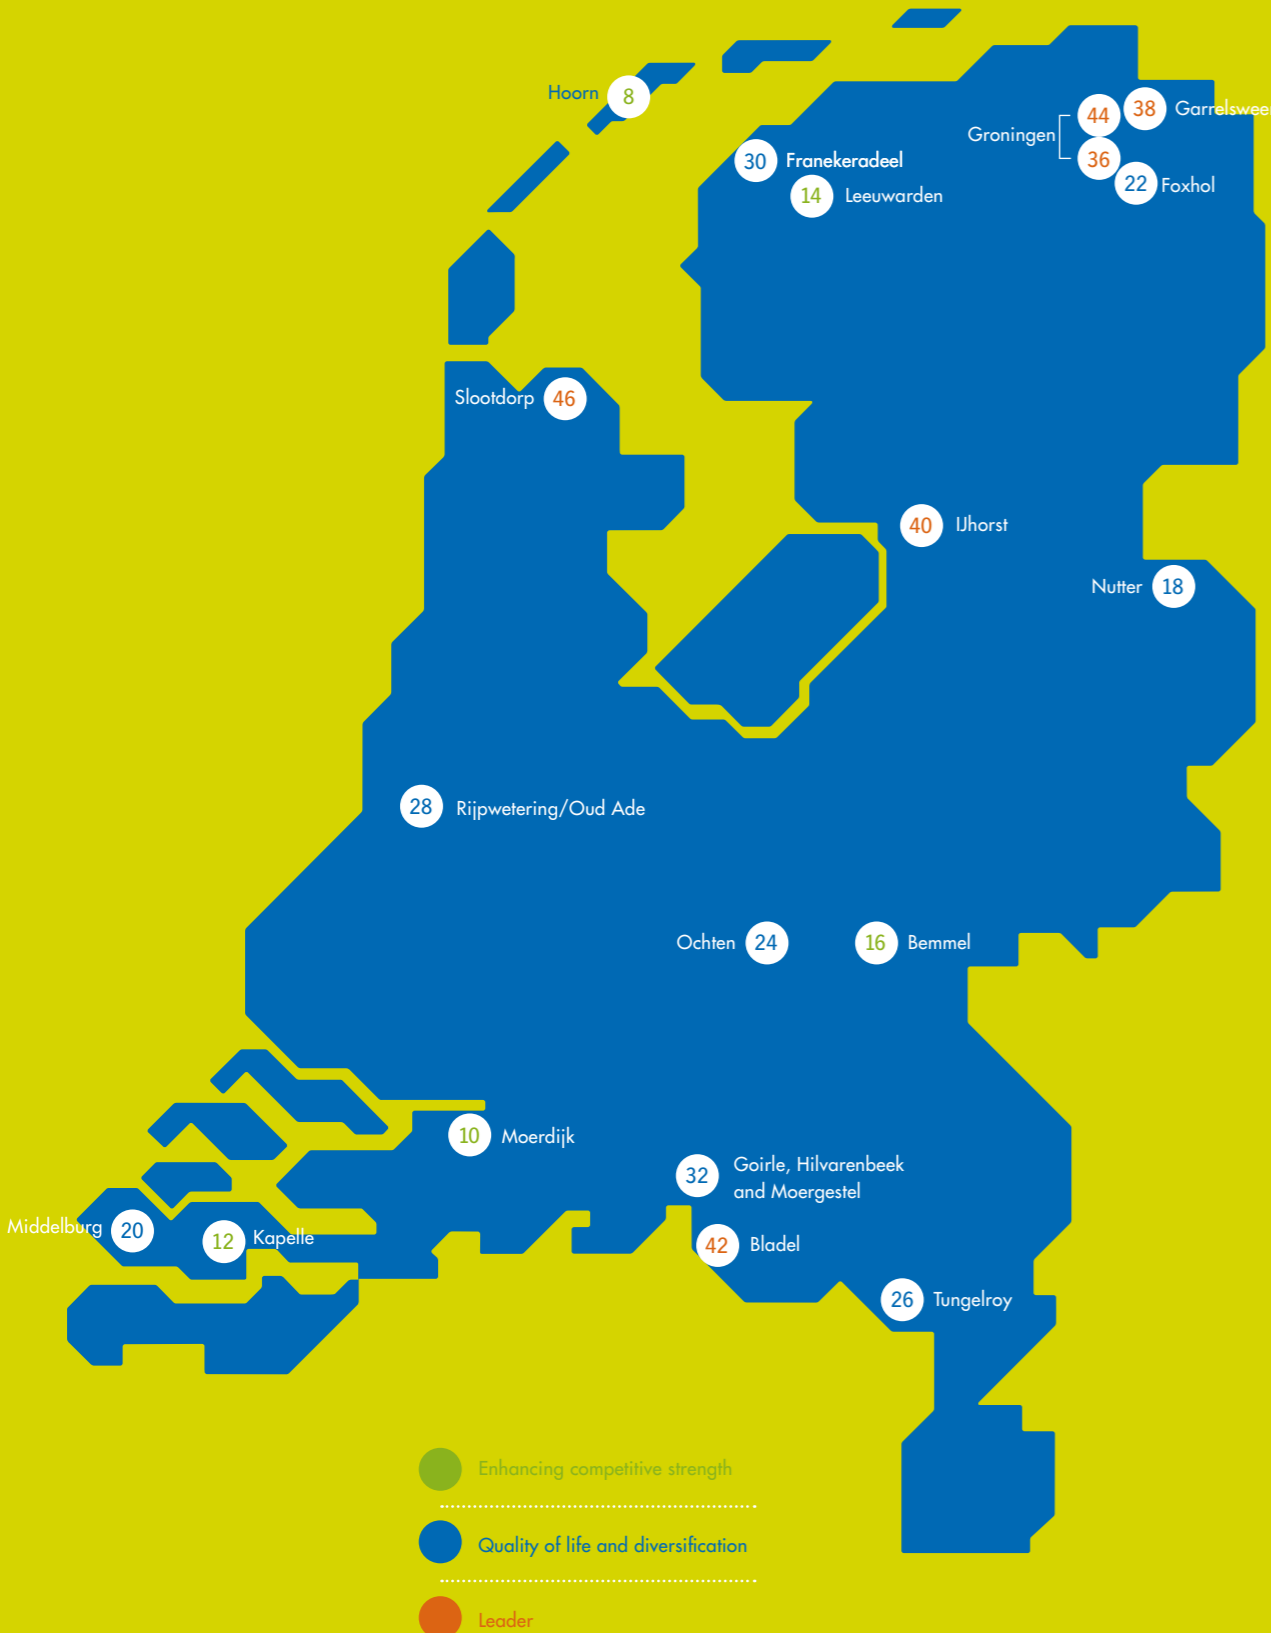 Hoorn 8
44 38 Garrelsweer
Groningen
36
30 Franekeradeel
22 Foxhol
14 Leeuwarden
Slootdorp 46
40 IJhorst
Nutter 18
28 Rijpwetering/Oud Ade
Ochten 24
16 Bemmel
10 Moerdijk
32 Goirle, Hilvarenbeek
and Moergestel
Middelburg 20
12 Kapelle
42 Bladel
26 Tungelroy
Enhancing competitive strength
Quality of life and diversification
Leader